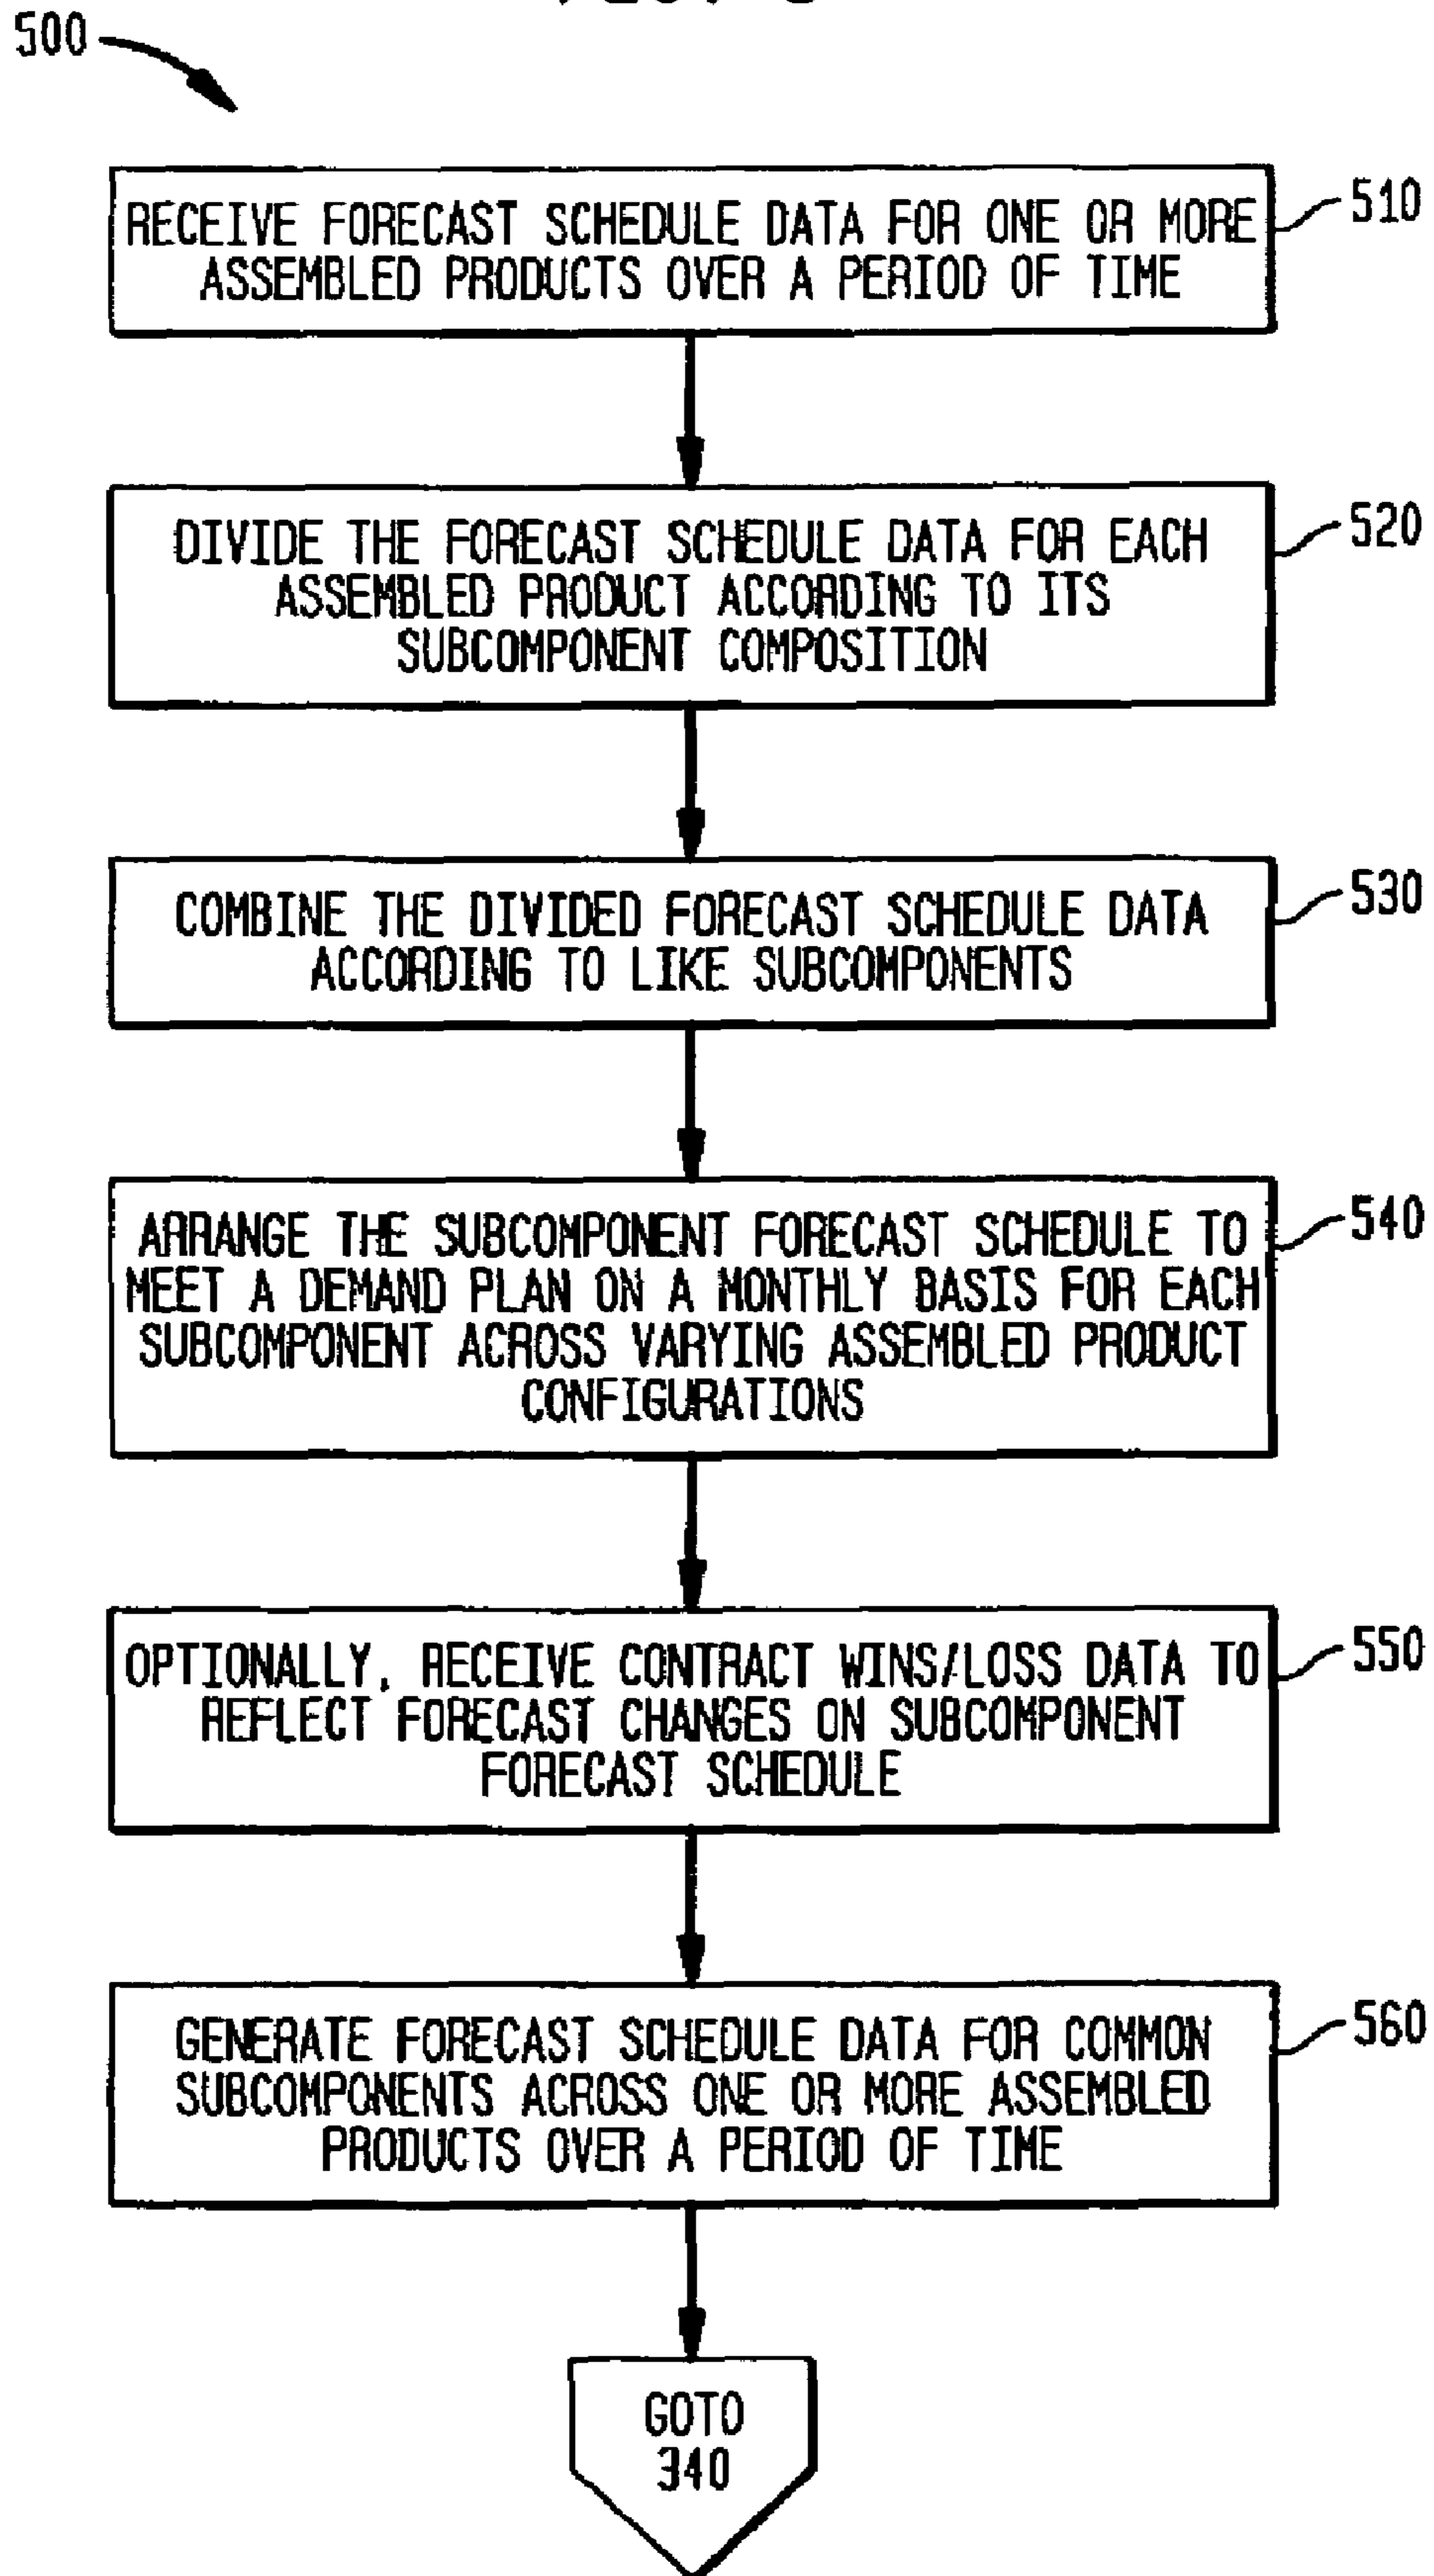 500
RECEIVE FORECAST SCHEDULE DATA FOR ONE OR MORE
ASSEMBLED PRODUCTS OVER A PERIOD OF TIME
510
DIVIDE THE FORECAST SCHEDULE DATA FOR EACH
ASSEMBLED PRODUCT ACCORDING TO ITS
SUBCOMPONENT COMPOSITION
520
COMBINE THE DIVIDED FORECAST SCHEDULE DATA
ACCORDING TO LIKE SUBCOMPONENTS
530
ARRANGE THE SUBCOMPONENT FORECAST SCHEDULE TO
MEET A DEMAND PLAN ON A MONTHLY BASIS FOR EACH
SUBCOMPONENT ACROSS VARYING ASSEMBLED PRODUCT
CONFIGURATIONS
540
OPTIONALLY, RECEIVE CONTRACT WINS/LOSS DATA TO
REFLECT FORECAST CHANGES ON SUBCOMPONENT
FORECAST SCHEDULE
550
GENERATE FORECAST SCHEDULE DATA FOR COMMON
SUBCOMPONENTS ACROSS ONE OR MORE ASSEMBLED
PRODUCTS OVER A PERIOD OF TIME
560
GOTO
340